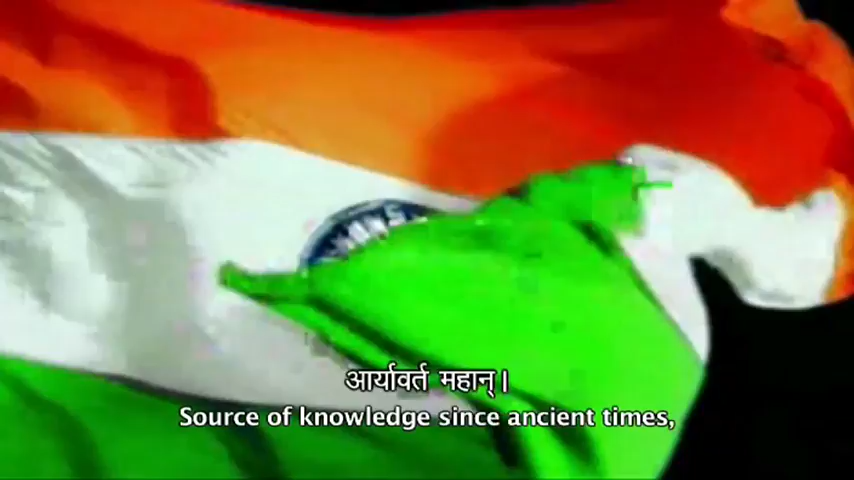 आर्यावर्त महान्।
Source of knowledge since ancient times,